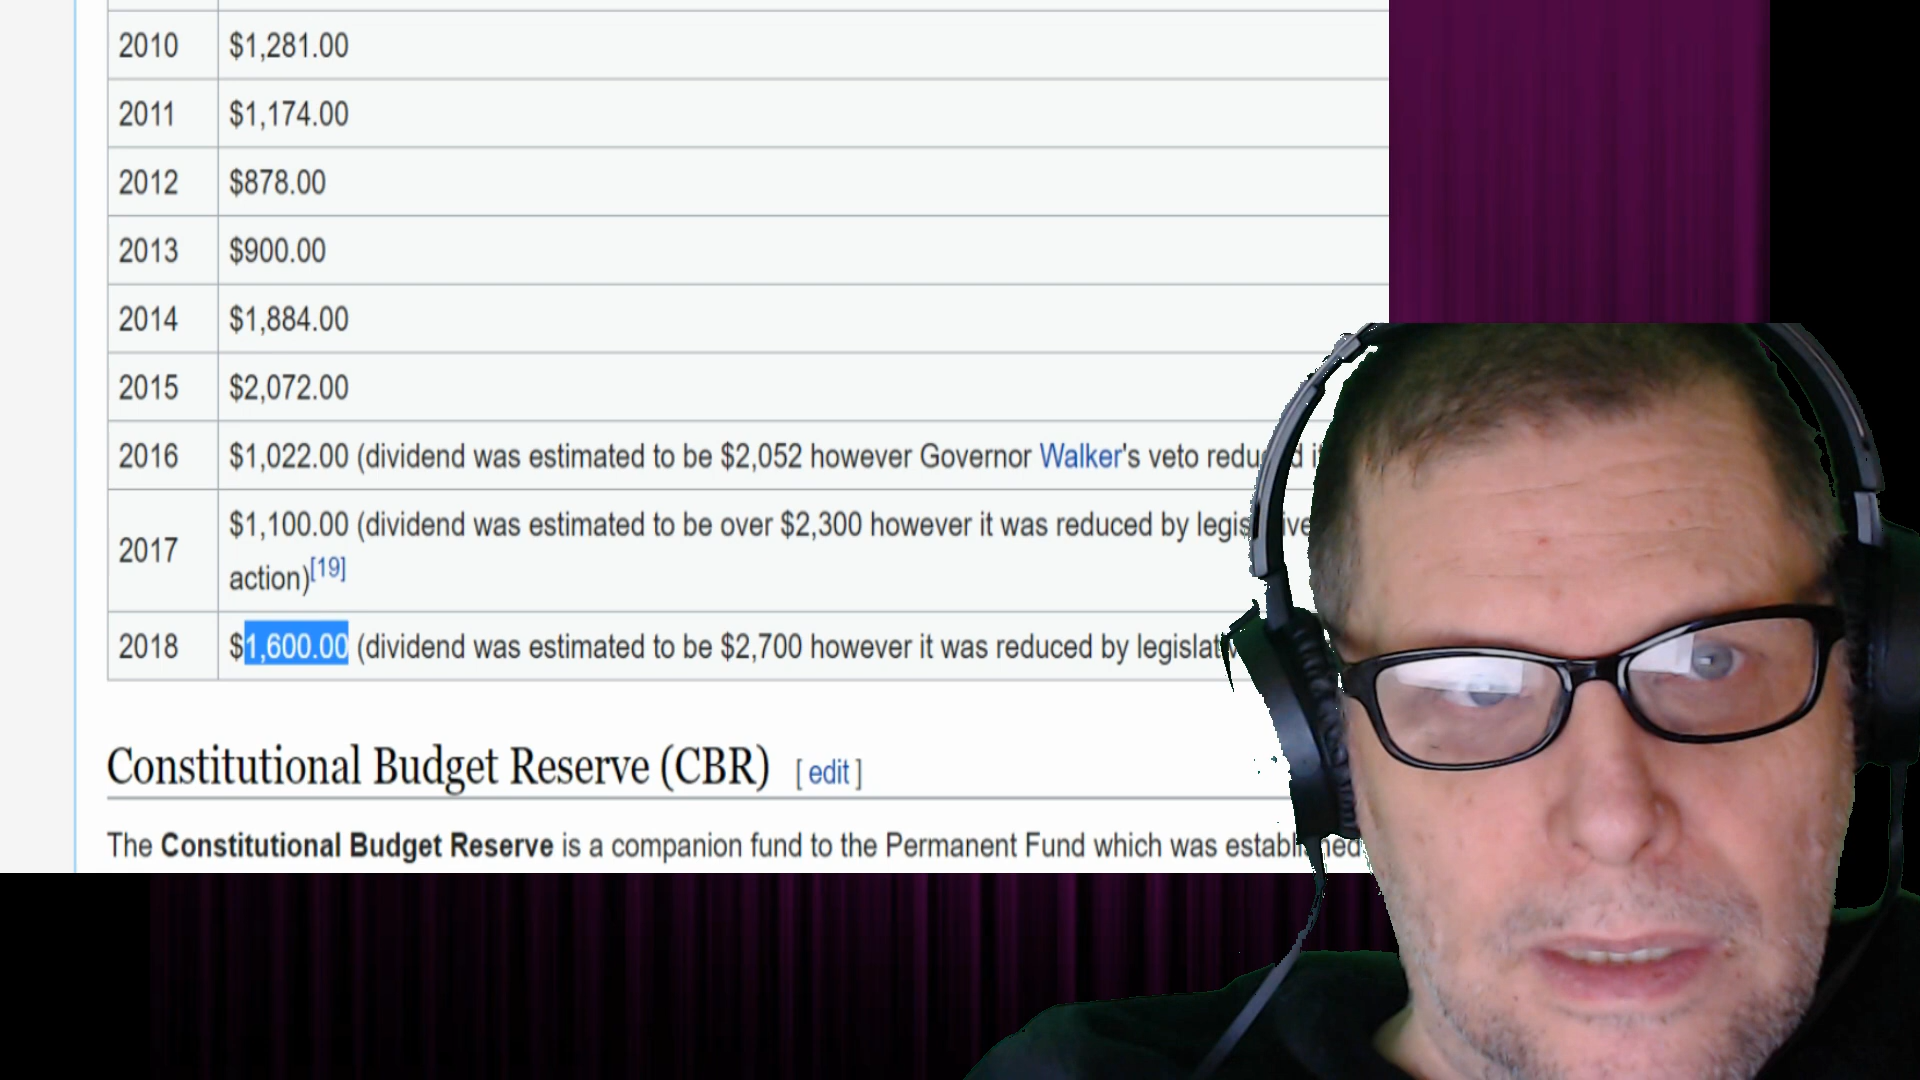 2010 $1,281.00
2011 $1,174.00
2012 $878.00
2013 $900.00
2014 $1,884.00
2015 $2,072.00
2016 $1,022.00 (dividend was estimated to be $2,052 however Governor Walker's veto reduced
2017 $1,100.00 (dividend was estimated to be over $2,300 however it was reduced by legislative
action)[19]
2018 $1,600.00 (dividend was estimated to be $2,700 however it was reduced by
Constitutional Budget Reserve (CBR) [ edit ]
The Constitutional Budget Reserve is a companion fund to the Permanent Fund which was established